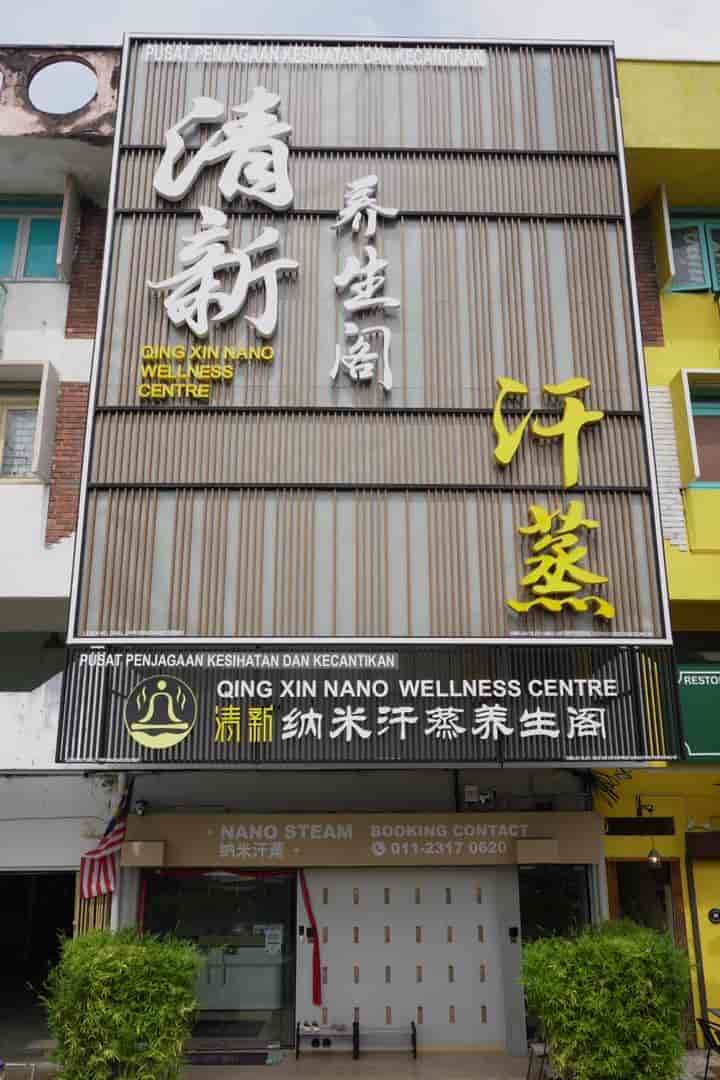 PUSAT PENJAGAAN KESIHATAN DAN KECANTIKAN
清新
养生阁
QING XIN NANO
WELLNESS
CENTRE
汗蒸
PUSAT PENJAGAAN KESIHATAN DAN KECANTIKAN
QING XIN NANO WELLNESS CENTRE
清新纳米汗蒸养生阁
RESTO
• NANO STEAM
纳米汗蒸 •
BOOKING CONTACT
011-2317 0620